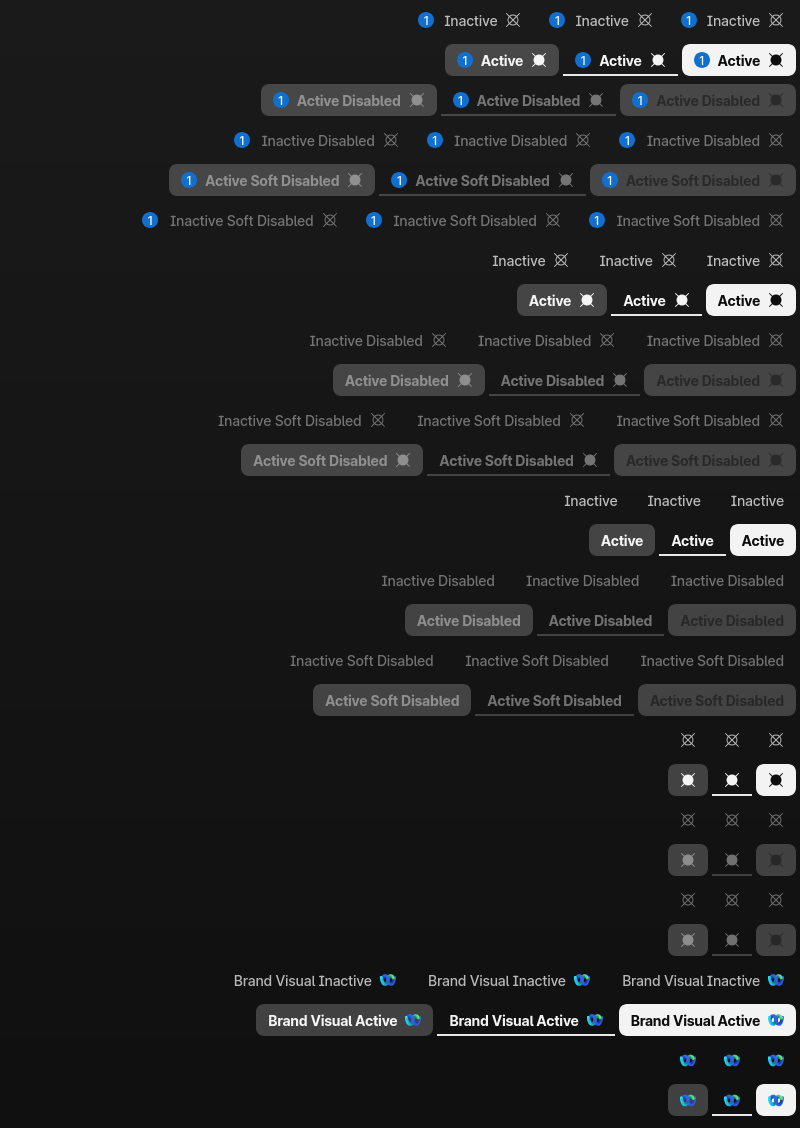 1 Inactive 1 Inactive 1 Inactive
1 Active 1 Active 1 Active
1 Active Disabled 1 Active Disabled 1 Active Disabled
1 Inactive Disabled 1 Inactive Disabled 1 Inactive Disabled
1 Active Soft Disabled 1 Active Soft Disabled 1 Active Soft Disabled
1 Inactive Soft Disabled 1 Inactive Soft Disabled 1 Inactive Soft Disabled
Inactive Inactive Inactive
Active Active Active
Inactive Disabled Inactive Disabled Inactive Disabled
Active Disabled Active Disabled Active Disabled
Inactive Soft Disabled Inactive Soft Disabled Inactive Soft Disabled
Active Soft Disabled Active Soft Disabled Active Soft Disabled
Inactive Inactive Inactive
Active Active Active
Inactive Disabled Inactive Disabled Inactive Disabled
Active Disabled Active Disabled Active Disabled
Inactive Soft Disabled Inactive Soft Disabled Inactive Soft Disabled
Active Soft Disabled Active Soft Disabled Active Soft Disabled
Brand Visual Inactive Brand Visual Inactive Brand Visual Inactive
Brand Visual Active Brand Visual Active Brand Visual Active